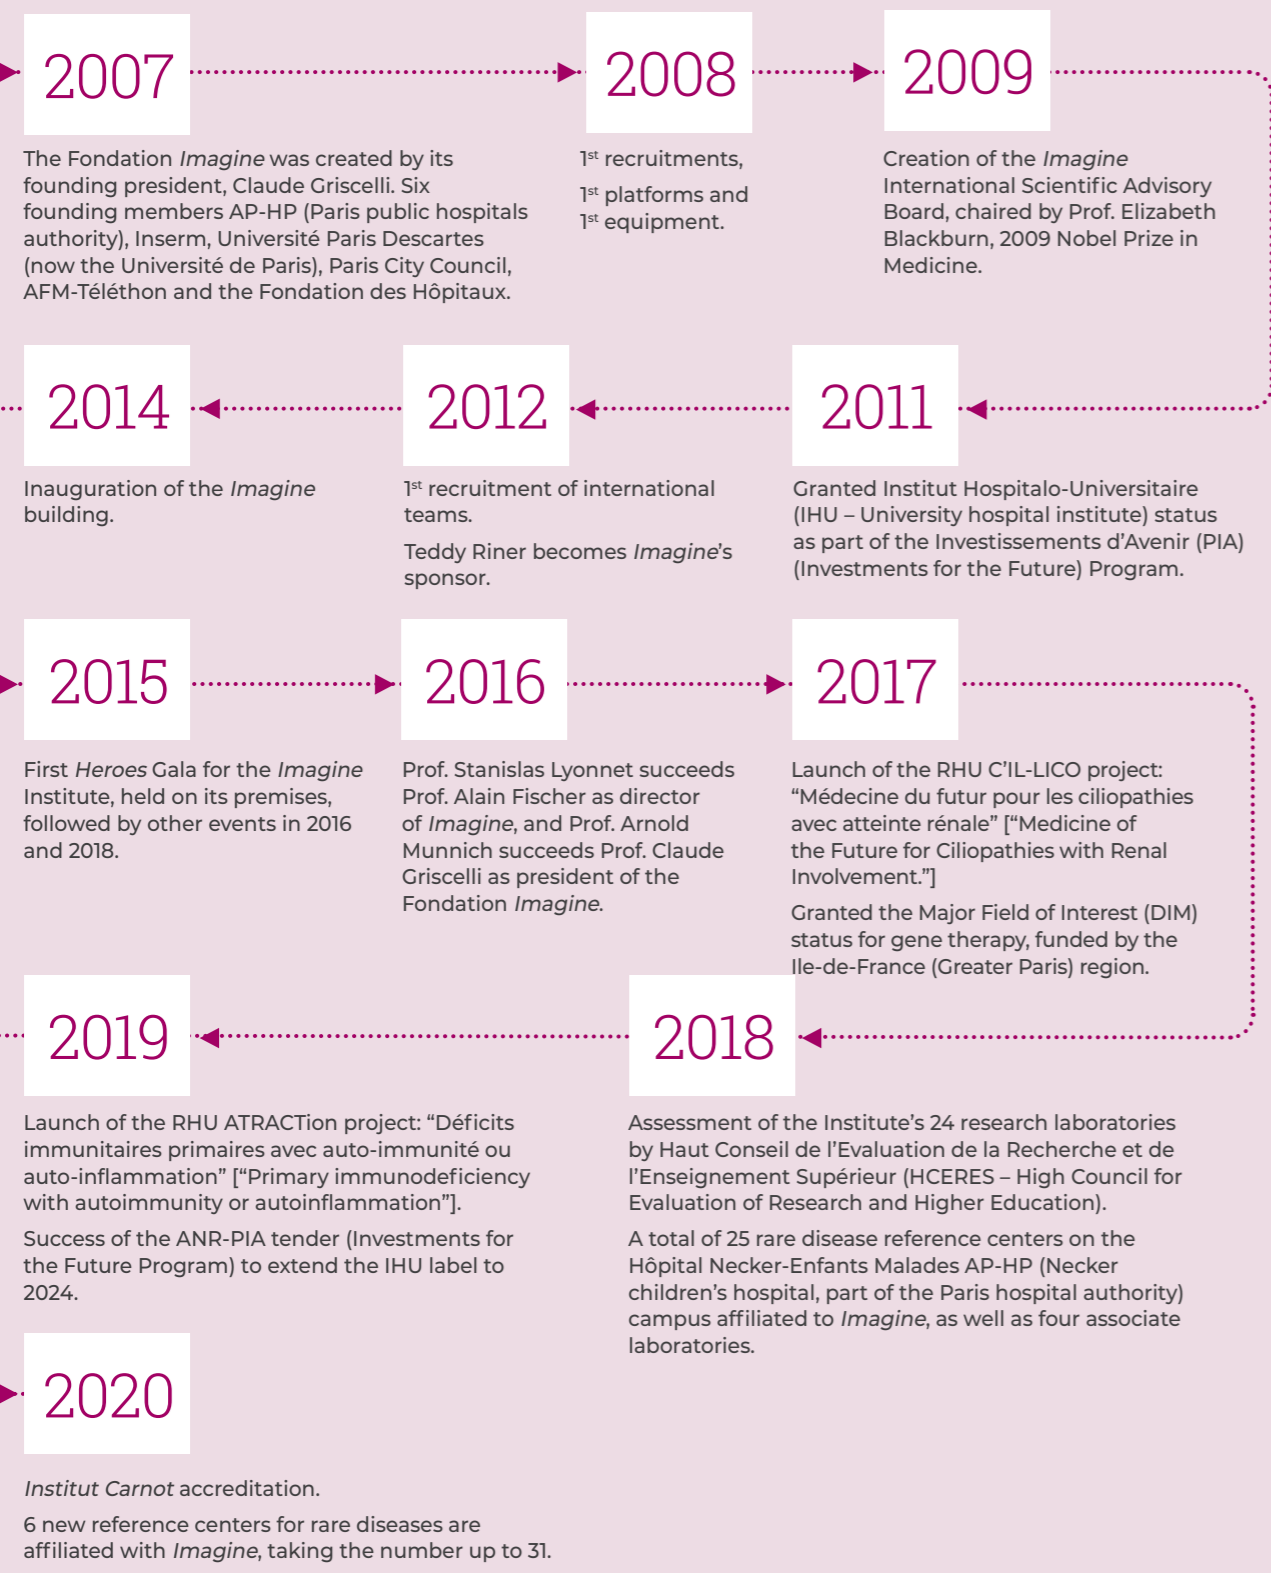 2007
The Fondation Imagine was created by its
founding president, Claude Griscelli. Six
founding members AP-HP (Paris public hospitals
authority), Inserm, Université Paris Descartes
(now the Université de Paris), Paris City Council,
AFM-Téléthon and the Fondation des Hôpitaux.
2008
1st recruitments,
1st platforms and
1st equipment.
2009
Creation of the Imagine
International Scientific Advisory
Board, chaired by Prof. Elizabeth
Blackburn, 2009 Nobel Prize in
Medicine.
2011
Granted Institut Hospitalo-Universitaire
(IHU – University hospital institute) status
as part of the Investissements d’Avenir (PIA)
(Investments for the Future) Program.
2012
1st recruitment of international
teams.
Teddy Riner becomes Imagine’s
sponsor.
2014
Inauguration of the Imagine
building.
2015
First Heroes Gala for the Imagine
Institute, held on its premises,
followed by other events in 2016
and 2018.
2016
Prof. Stanislas Lyonnet succeeds
Prof. Alain Fischer as director
of Imagine, and Prof. Arnold
Munnich succeeds Prof. Claude
Griscelli as president of the
Fondation Imagine.
2017
Launch of the RHU C’IL-LICO project:
“Médecine du futur pour les ciliopathies
avec atteinte rénale” [“Medicine of
the Future for Ciliopathies with Renal
Involvement.”]
Granted the Major Field of Interest (DIM)
status for gene therapy, funded by the
Ile-de-France (Greater Paris) region.
2018
Assessment of the Institute’s 24 research laboratories
by Haut Conseil de l’Evaluation de la Recherche et de
l’Enseignement Supérieur (HCERES – High Council for
Evaluation of Research and Higher Education).
A total of 25 rare disease reference centers on the
Hôpital Necker-Enfants Malades AP-HP (Necker
children’s hospital, part of the Paris hospital authority)
campus affiliated to Imagine, as well as four associate
laboratories.
2019
Launch of the RHU ATRACTion project: “Déficits
immunitaires primaires avec auto-immunité ou
auto-inflammation” [“Primary immunodeficiency
with autoimmunity or autoinflammation”].
Success of the ANR-PIA tender (Investments for
the Future Program) to extend the IHU label to
2024.
2020
Institut Carnot accreditation.
6 new reference centers for rare diseases are
affiliated with Imagine, taking the number up to 31.